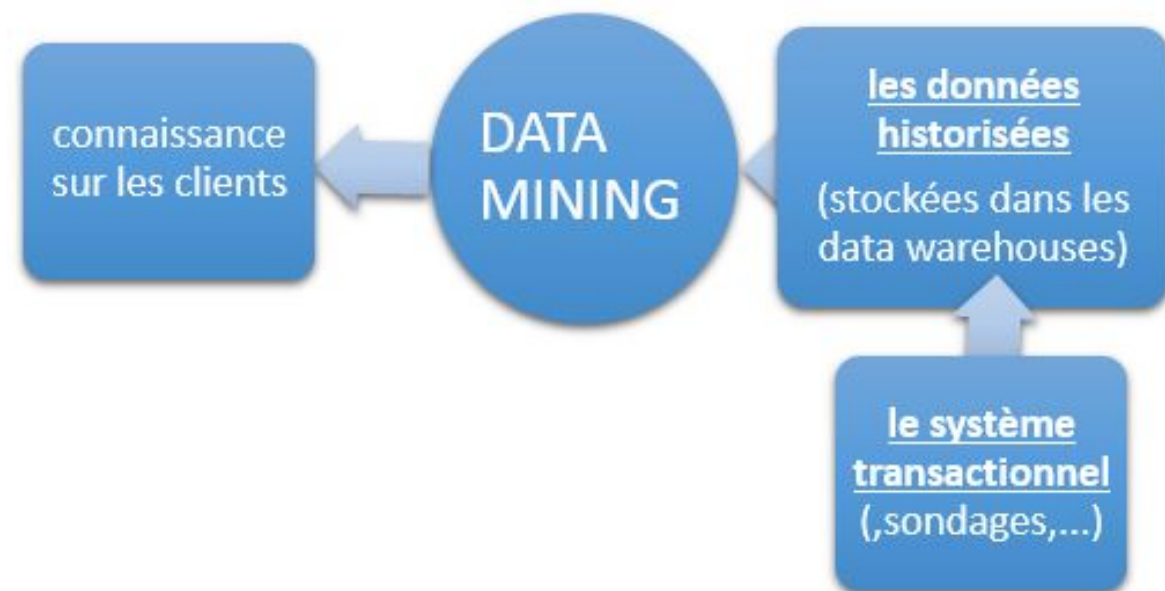 connaissance
sur les clients
DATA
MINING
les données
historisées
(stockées dans les
data warehouses)
le système
transactionnel
(,sondages,...)